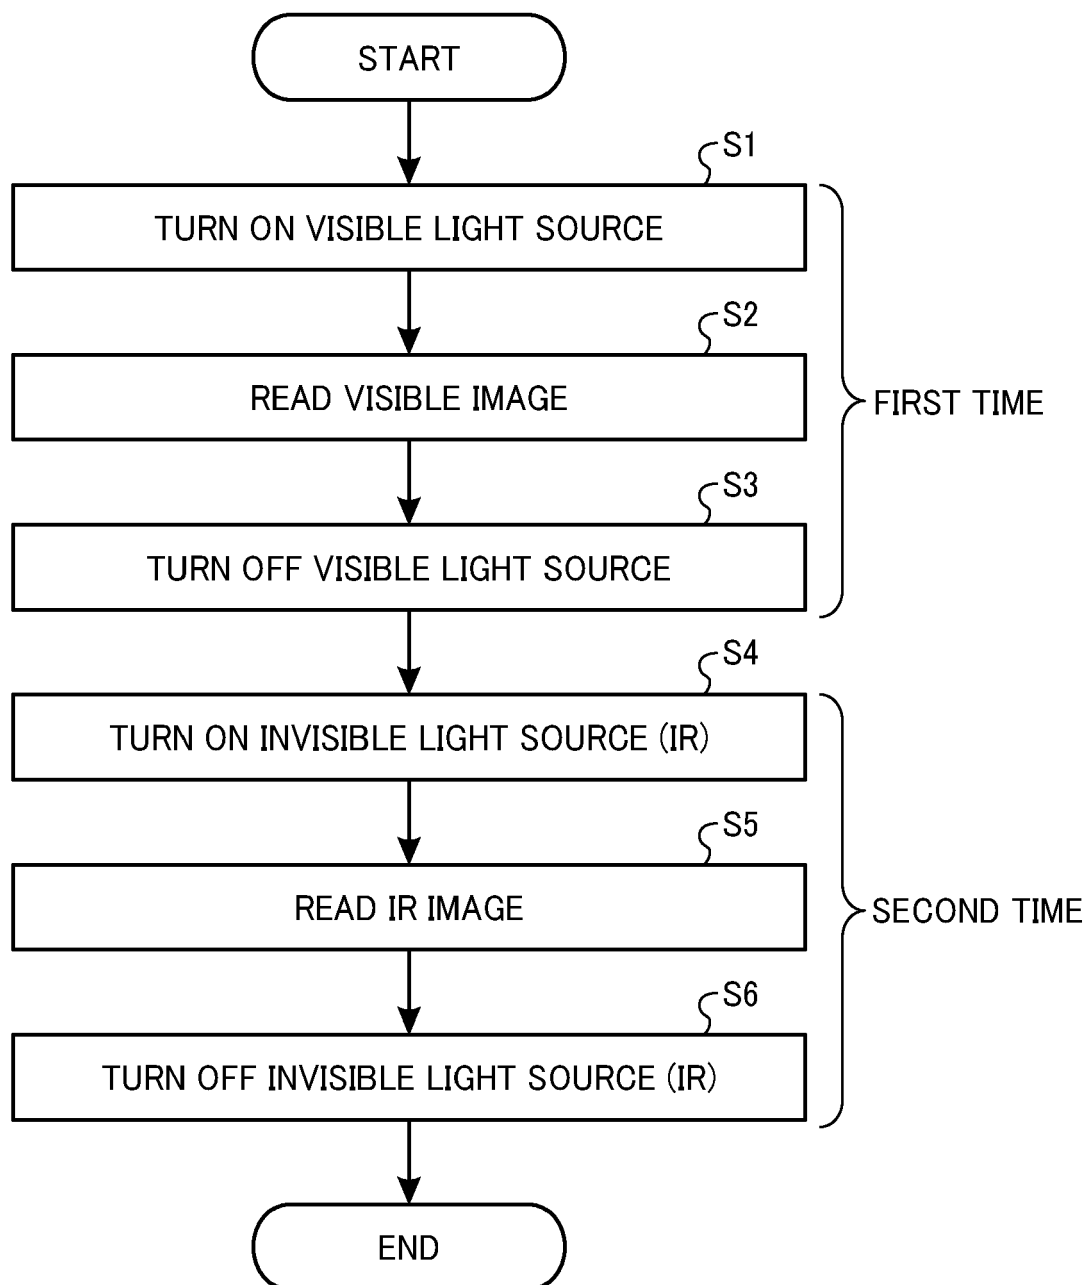 START
S1
TURN ON VISIBLE LIGHT SOURCE
S2
READ VISIBLE IMAGE
FIRST TIME
S3
TURN OFF VISIBLE LIGHT SOURCE
S4
TURN ON INVISIBLE LIGHT SOURCE (IR)
S5
READ IR IMAGE
SECOND TIME
S6
TURN OFF INVISIBLE LIGHT SOURCE (IR)
END